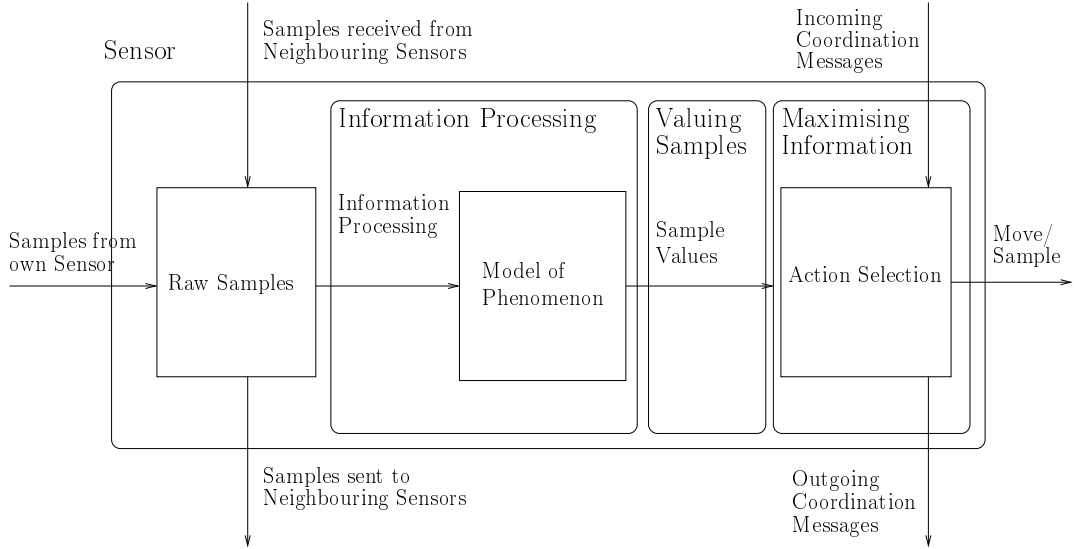 Sensor
Samples received from
Neighbouring Sensors
Incoming
Coordination
Messages
Information Processing
Valuing
Samples
Maximising
Information
Samples from
own Sensor
Raw Samples
Information
Processing
Model of
Phenomenon
Sample
Values
Action Selection
Move/
Sample
Samples sent to
Neighbouring Sensors
Outgoing
Coordination
Messages